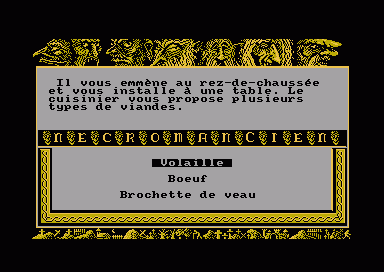 Il vous emmène au rez-de-chaussée
et vous installe à une table. Le
cuisinier vous propose plusieurs
types de viandes.
NECROMANCIEN
Volaille
Boeuf
Brochette de veau